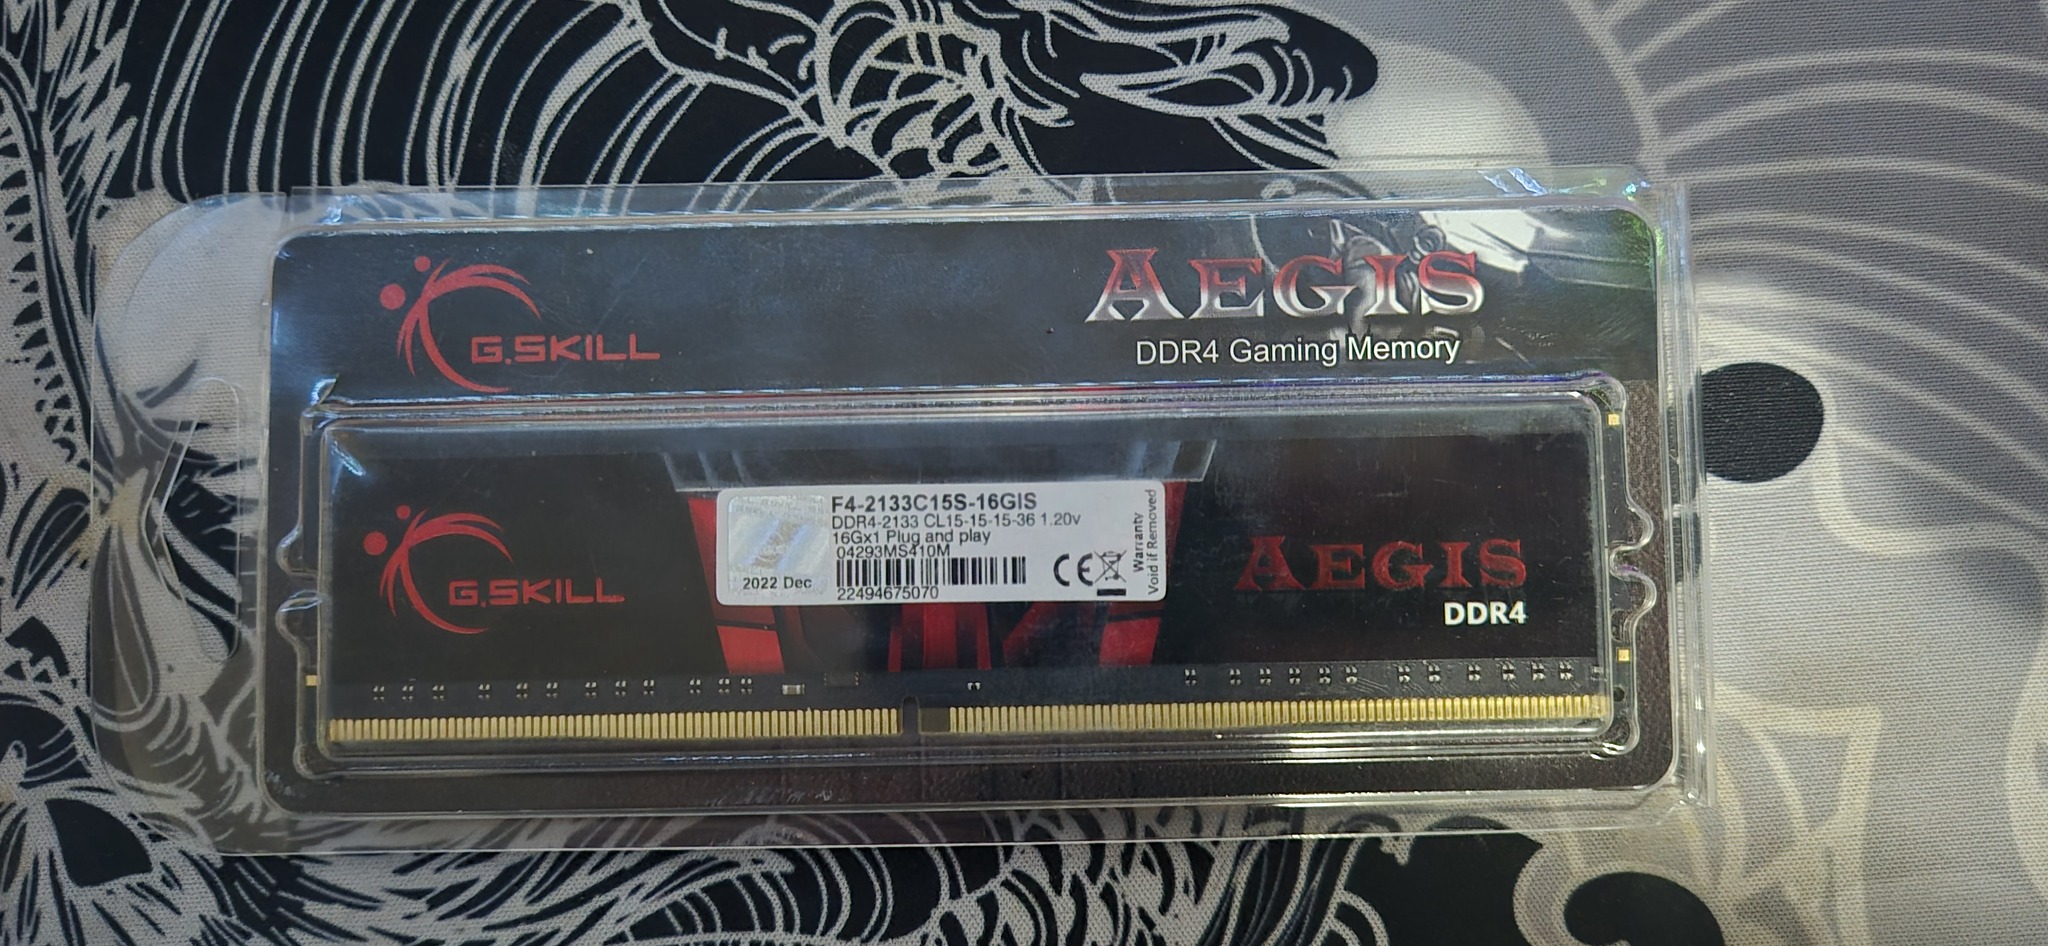 G.SKILL
AEGIS
DDR4 Gaming Memory
G.SKILL
F4-2133C15S-16GIS
DDR4-2133 CL15-15-15-36 1.20v
16Gx1 Plug and play
04293MS410M
2022 Dec
22494675070
CE
Warranty
Void if Removed
AEGIS
DDR4